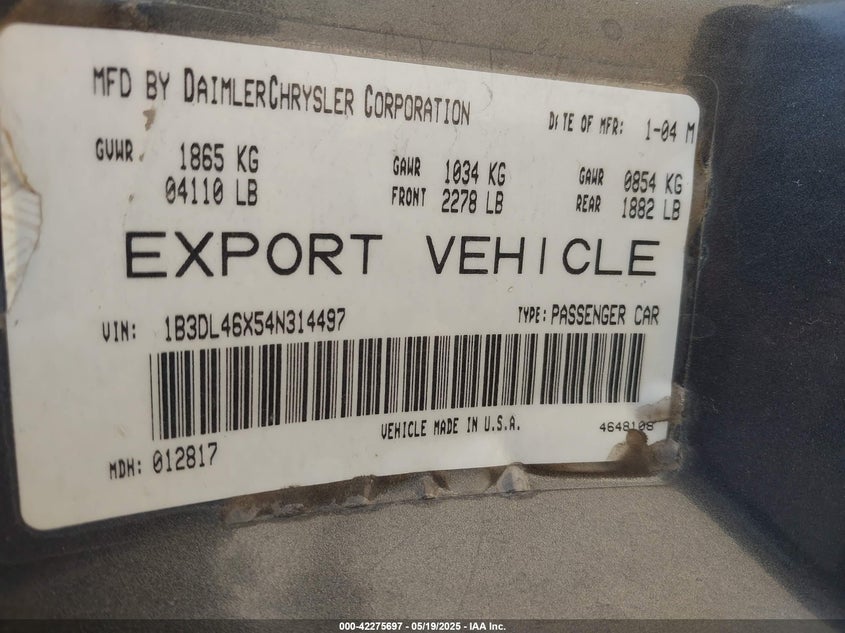 MFD BY DAIMLERCHRYSLER CORPORATION
DATE OF MFR: 1-04 M
GVWR 1865 KG
04110 LB
GAWR 1034 KG
FRONT 2278 LB
GAWR 0854 KG
REAR 1882 LB
EXPORT VEHICLE
VIN: 1B3DL46X54N314497
TYPE: PASSENGER CAR
VEHICLE MADE IN U.S.A.
4648108
MDH: 012817
000-42275697 - 05/19/2025 - IAA Inc.